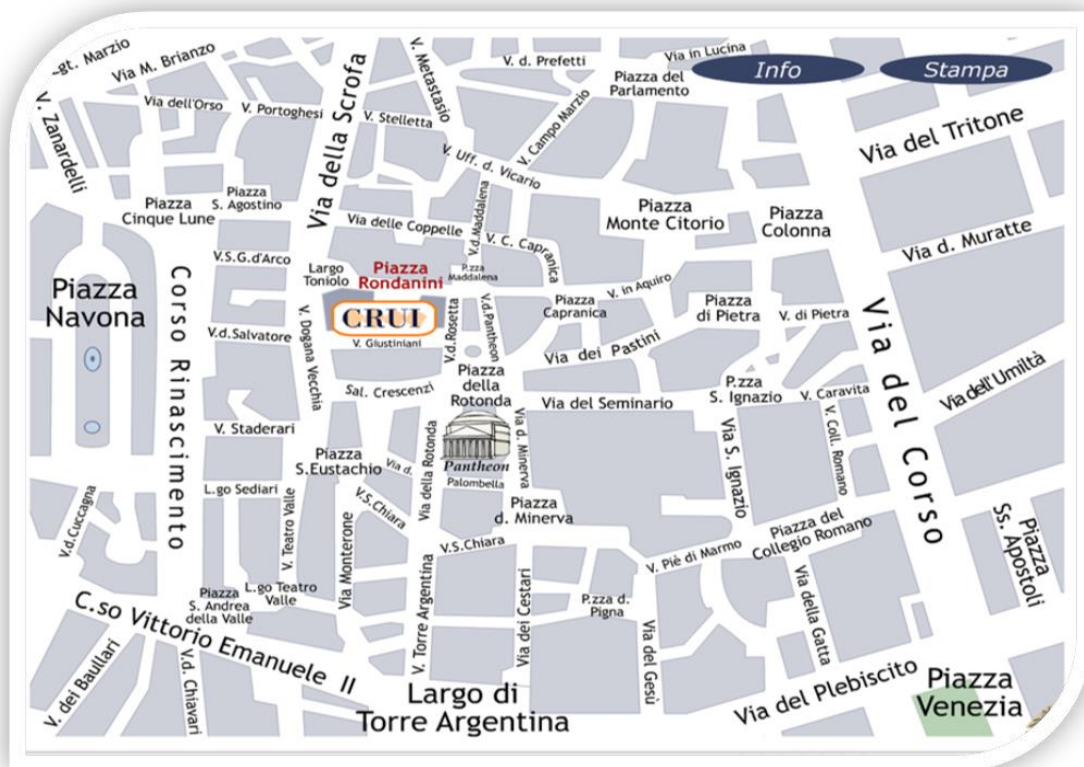 .gt. Marzio
Via M. Brianzo
V. Zanardelli
Via dell'Orso
V. Portoghesi
Via della Scrofa
V. Metastasio
V. Stelletta
V. d. Prefetti
Via in Lucina
Info
Stampa
Piazza del
Parlamento
V. Campo Marzio
V. Uff. d. Vicario
Via del Tritone
Piazza
Cinque Lune
Piazza
S. Agostino
Via delle Coppelle
V.d.Maddalena
V. C. Capranica
Piazza
Monte Citorio
Piazza
Colonna
Via d. Muratte
Piazza
Navona
Corso Rinascimento
V.S.G.d'Arco
Largo
Toniolo
Piazza
Rondanini
P.zza
Maddalena
CRUI
V. Giustiniani
V.d.Rosetta
V.d.Pantheon
Piazza
Capranica
V. in Aquiro
Piazza
di Pietra
V. di Pietra
Via del Corso
V.d.Salvatore
V. Dogana Vecchia
Via dei Pastini
Sal. Crescenzi
Piazza
della
Rotonda
Via del Seminario
P.zza
S. Ignazio
V. Caravita
Via dell'Umiltà
V. Staderari
Piazza
S.Eustachio
Via d.
Via della Rotonda
Pantheon
Palombella
Via d. Minerva
Via S. Ignazio
V. Coll. Romano
L.go Sediari
V. Teatro Valle
V.S.Chiara
Piazza
d. Minerva
V.d.Cuccagna
Via Monterone
V.S.Chiara
V. Piè di Marmo
Piazza del
Collegio Romano
Piazza
Ss. Apostoli
L.go Teatro
Valle
Piazza
S. Andrea
della Valle
V. Torre Argentina
Via dei Cestari
P.zza d.
Pigna
Via del Gesù
Via della Gatta
C.so Vittorio Emanuele II
V. dei Baullari
V.d. Chiavari
Largo di
Torre Argentina
Via del Plebiscito
Piazza
Venezia